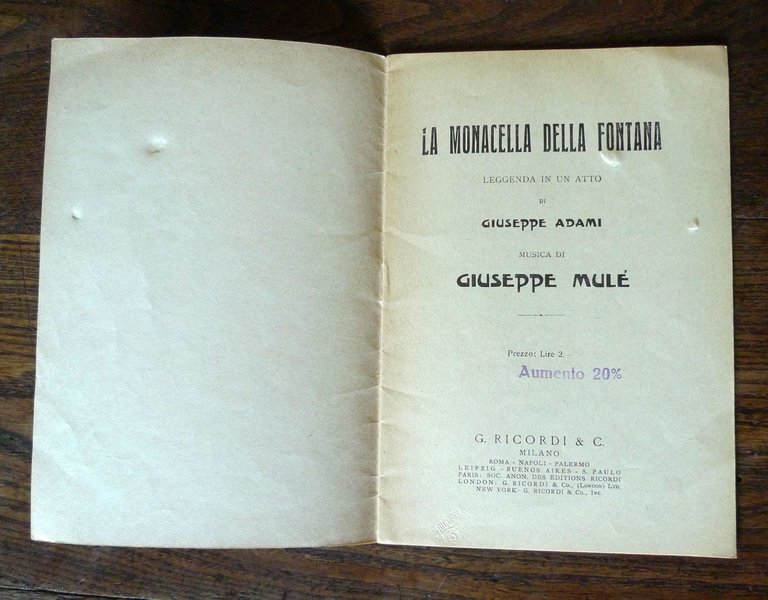 LA MONACELLA DELLA FONTANA
LEGGENDA IN UN ATTO
DI
GIUSEPPE ADAMI
MUSICA DI
GIUSEPPE MULÉ
Prezzo: Lire 2.—
Aumento 20%
G. RICORDI & C.
MILANO
ROMA - NAPOLI - PALERMO
LEIPZIG - BUENOS AIRES - S. PAULO
PARIS: SOC. ANON. DES EDITIONS RICORDI
LONDON: G. RICORDI & Co., (London) Ltd.
NEW YORK: G. RICORDI & Co., Inc.